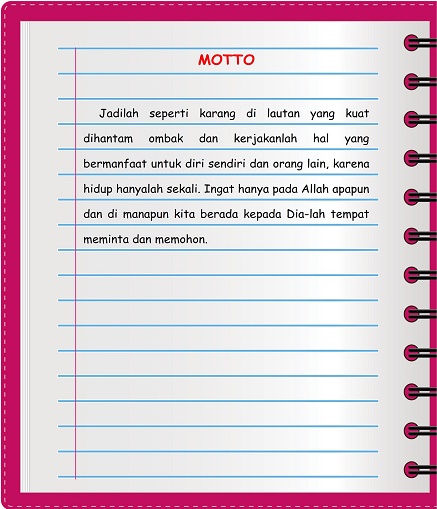 MOTTO
Jadilah seperti karang di lautan yang kuat
dihantam ombak dan kerjakanlah hal yang
bermanfaat untuk diri sendiri dan orang lain, karena
hidup hanyalah sekali. Ingat hanya pada Allah apapun
dan di manapun kita berada kepada Dia-lah tempat
meminta dan memohon.